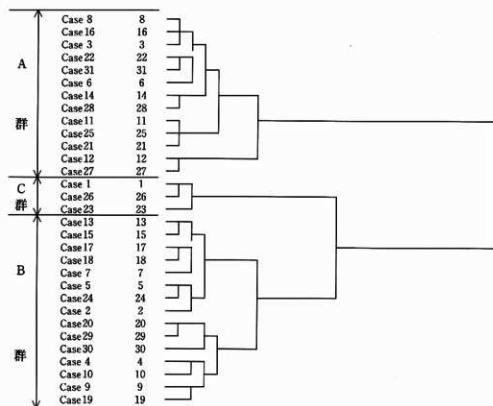 Case 8 8
Case 16 16
Case 3 3
Case 22 22
A Case 31 31
Case 6 6
Case 14 14
Case 28 28
群 Case 11 11
Case 25 25
Case 21 21
Case 12 12
Case 27 27
C Case 1 1
Case 26 26
群 Case 23 23
Case 13 13
Case 15 15
Case 17 17
B Case 18 18
Case 7 7
Case 5 5
Case 24 24
Case 2 2
Case 20 20
Case 29 29
群 Case 30 30
Case 4 4
Case 10 10
Case 9 9
Case 19 19